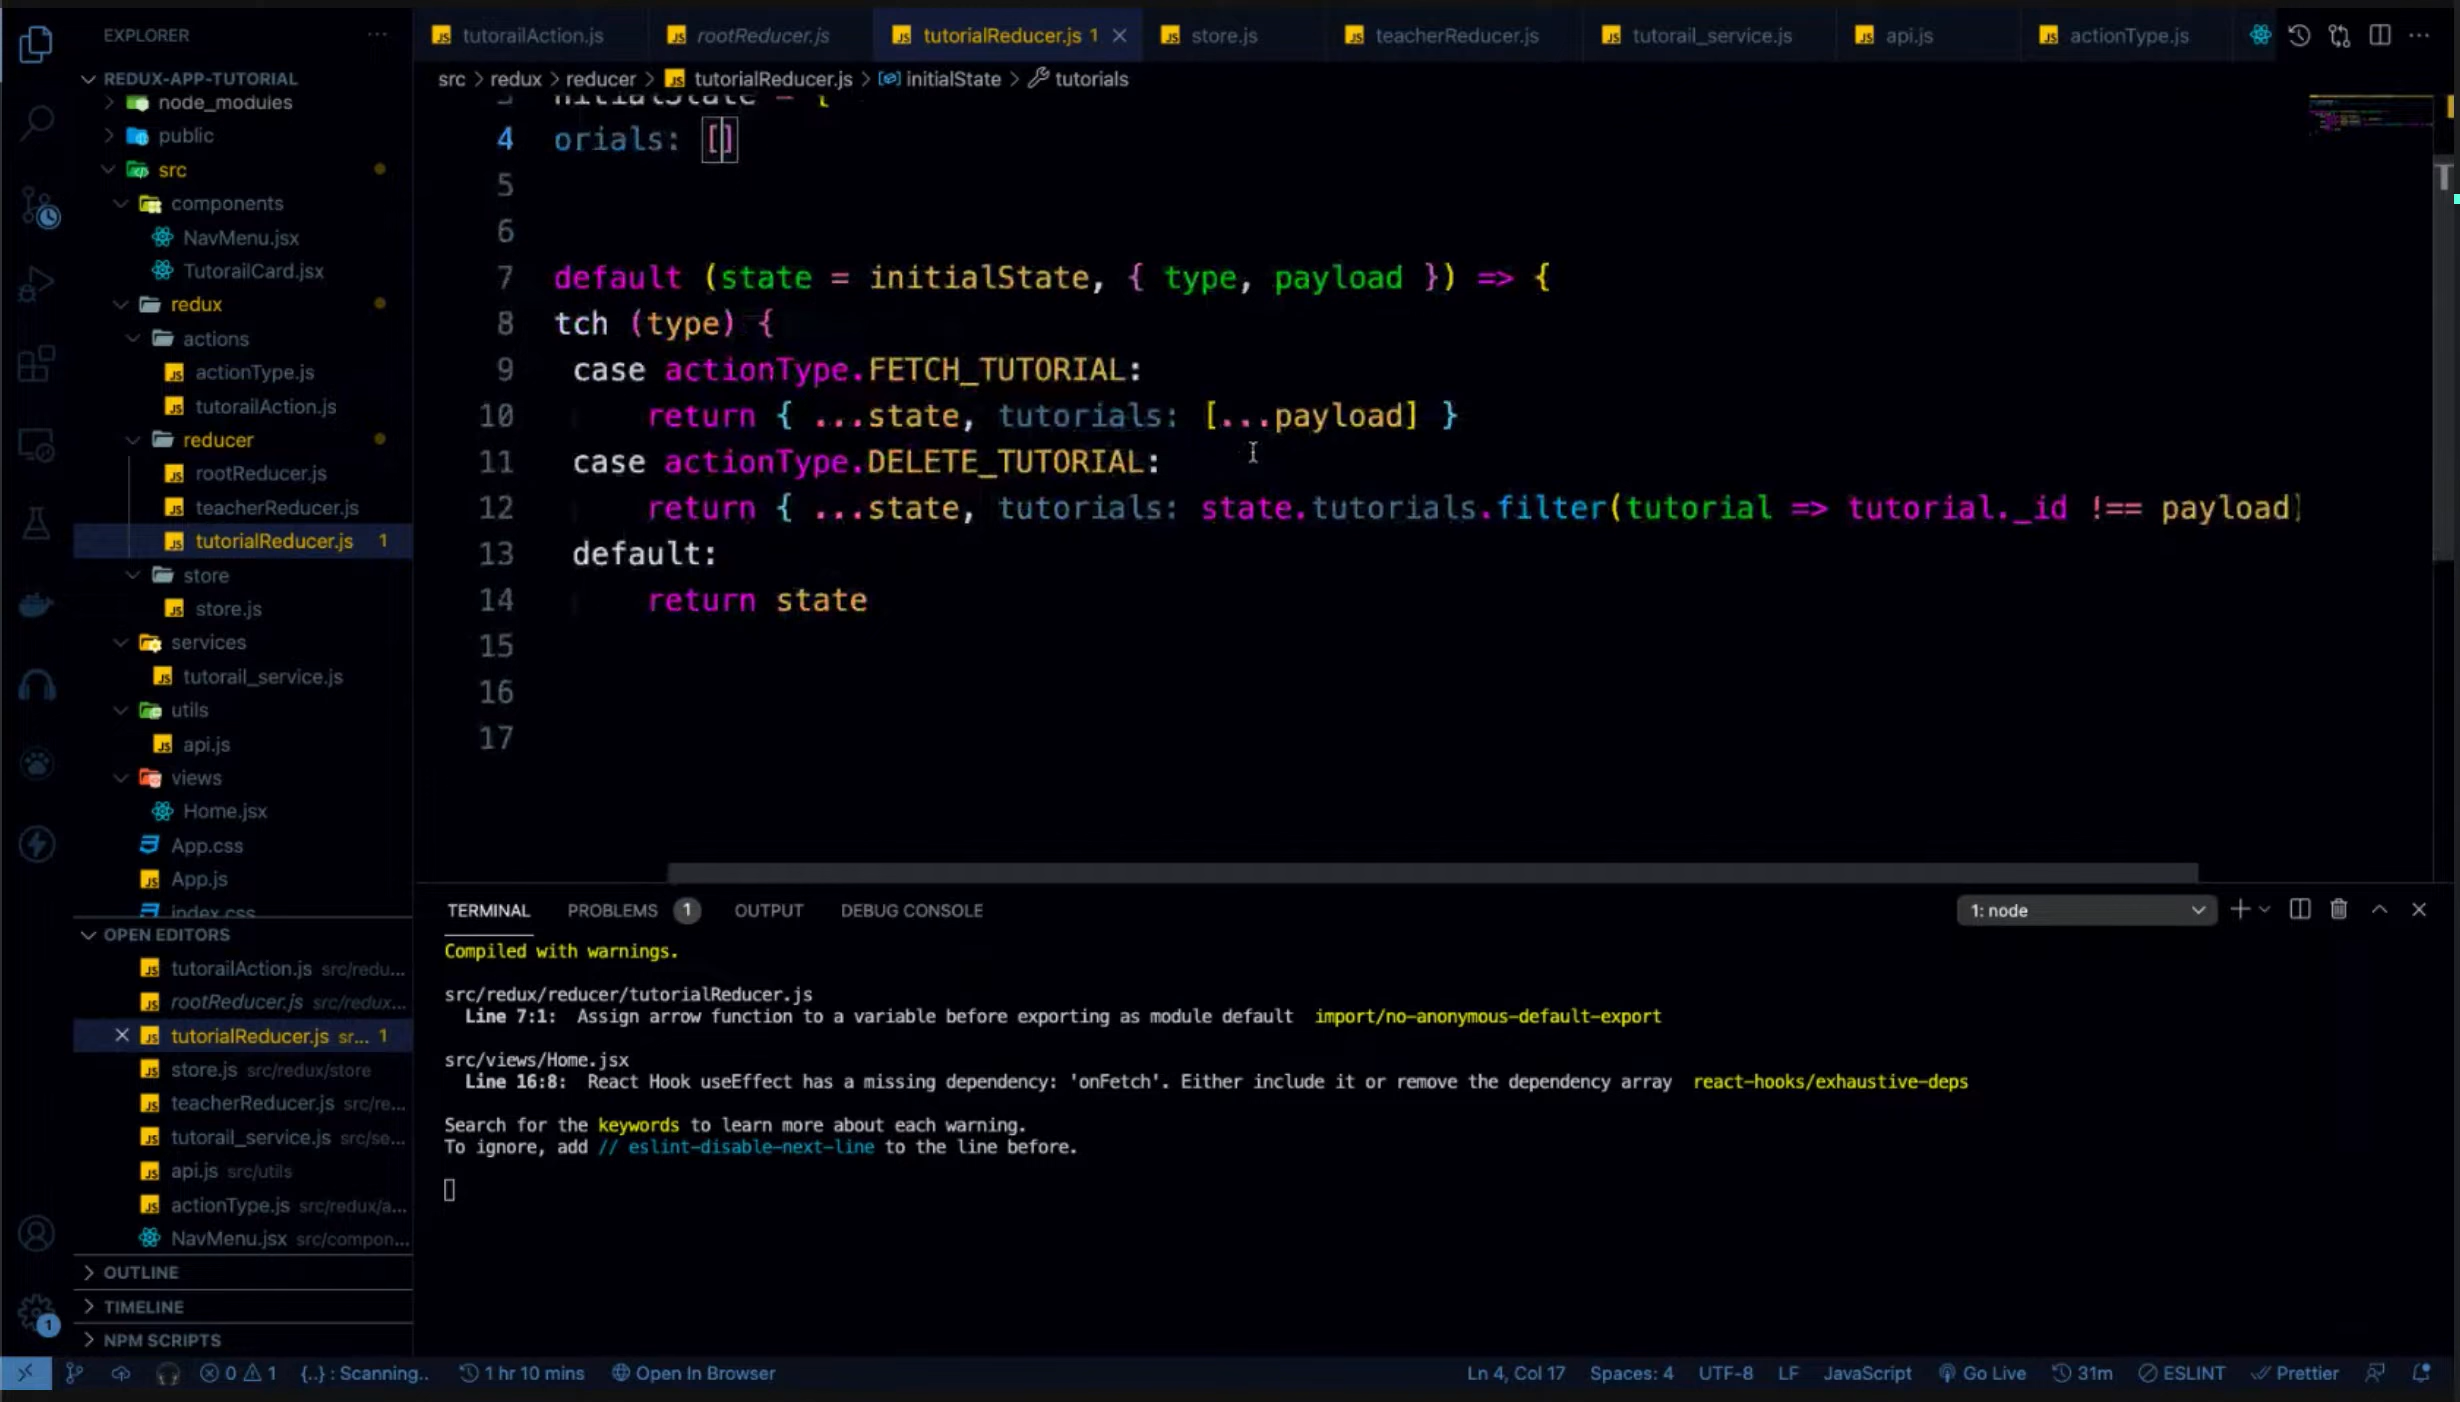 EXPLORER
REDUX-APP-TUTORIAL
node_modules
public
src
components
NavMenu.jsx
TutorailCard.jsx
redux
actions
actionType.js
tutorailAction.js
reducer
rootReducer.js
teacherReducer.js
tutorialReducer.js 1
store
store.js
services
tutorail_service.js
utils
api.js
views
Home.jsx
App.css
App.js
index.css
OPEN EDITORS
tutorailAction.js src/redu...
rootReducer.js src/redux...
tutorialReducer.js sr... 1
store.js src/redux/store
teacherReducer.js src/re...
tutorail_service.js src/se...
api.js src/utils
actionType.js src/redux/a...
NavMenu.jsx src/compon...
OUTLINE
TIMELINE
NPM SCRIPTS
tutorailAction.js rootReducer.js tutorialReducer.js 1 store.js teacherReducer.js tutorail_service.js api.js actionType.js
src > redux > reducer > tutorialReducer.js > initialState > tutorials
3 nitialState = {
4 orials: []
5
6
7 default (state = initialState, { type, payload }) => {
8 tch (type) {
9 case actionType.FETCH_TUTORIAL:
10 return { ...state, tutorials: [...payload] }
11 case actionType.DELETE_TUTORIAL:
12 return { ...state, tutorials: state.tutorials.filter(tutorial => tutorial._id !== payload)
13 default:
14 return state
15
16
17
TERMINAL PROBLEMS 1 OUTPUT DEBUG CONSOLE 1: node
Compiled with warnings.
src/redux/reducer/tutorialReducer.js
Line 7:1: Assign arrow function to a variable before exporting as module default import/no-anonymous-default-export
src/views/Home.jsx
Line 16:8: React Hook useEffect has a missing dependency: 'onFetch'. Either include it or remove the dependency array react-hooks/exhaustive-deps
Search for the keywords to learn more about each warning.
To ignore, add // eslint-disable-next-line to the line before.
1
0 1 {..} : Scanning.. 1 hr 10 mins Open In Browser Ln 4, Col 17 Spaces: 4 UTF-8 LF JavaScript Go Live 31m ESLINT Prettier